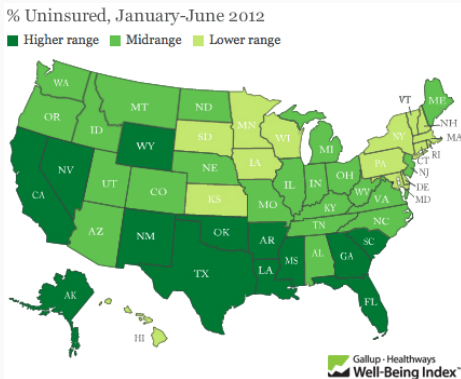 % Uninsured, January-June 2012
Higher range Midrange Lower range
WA
MT
ND
MN
VT
ME
OR
ID
WY
SD
WI
MI
NY
NH
MA
RI
CT
NJ
DE
MD
NV
UT
CO
NE
IA
IL
IN
OH
PA
WV
VA
CA
KS
MO
KY
NC
AZ
NM
OK
AR
TN
SC
TX
LA
MS
AL
GA
FL
AK
HI
Gallup · Healthways
Well-Being Index™